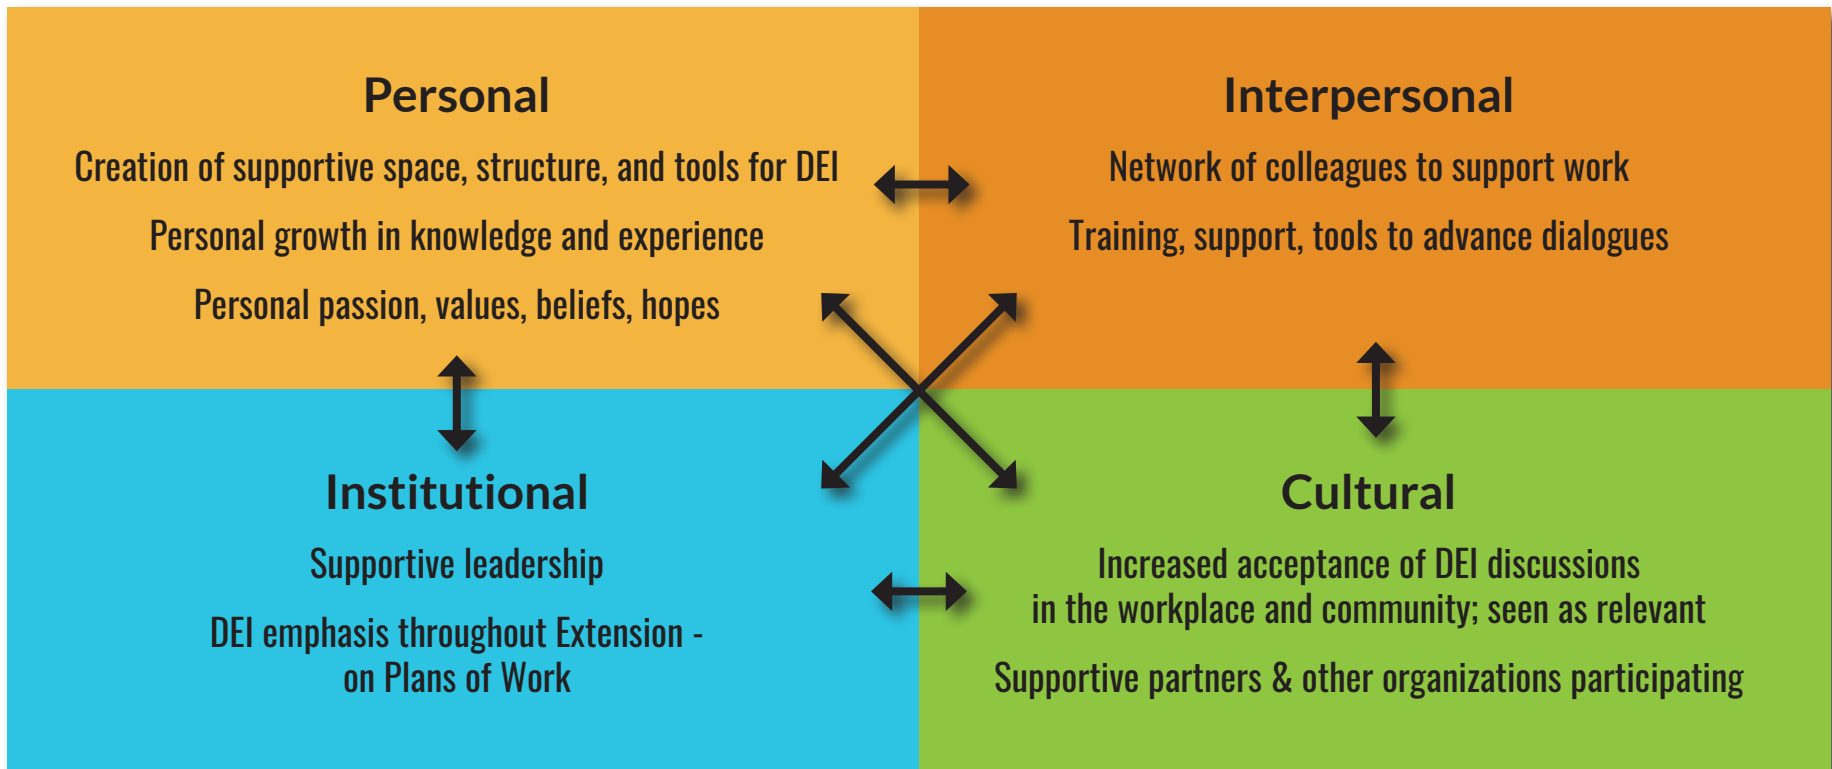 Personal
Creation of supportive space, structure, and tools for DEI
Personal growth in knowledge and experience
Personal passion, values, beliefs, hopes
Interpersonal
Network of colleagues to support work
Training, support, tools to advance dialogues
Institutional
Supportive leadership
DEI emphasis throughout Extension -
on Plans of Work
Cultural
Increased acceptance of DEI discussions
in the workplace and community; seen as relevant
Supportive partners & other organizations participating